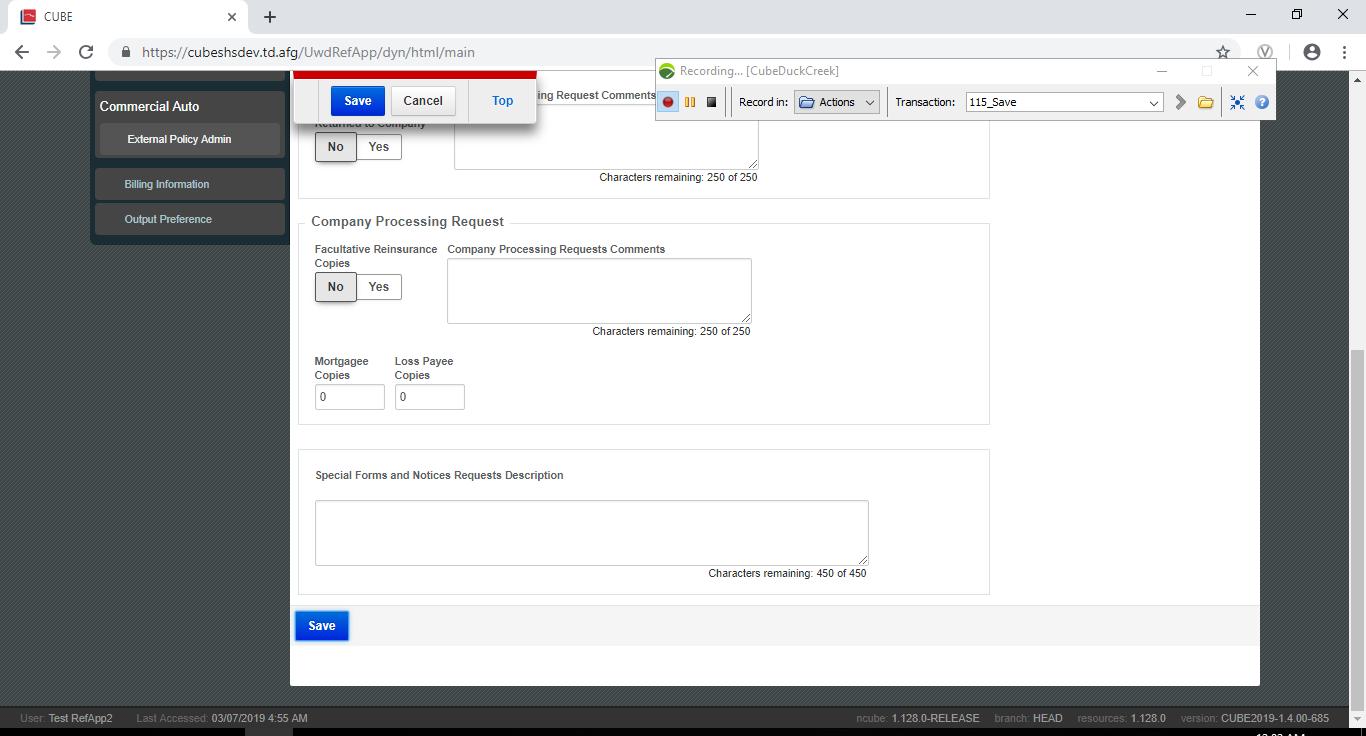 CUBE
https://cubeshsdev.td.afg/UwdRefApp/dyn/html/main
Recording... [CubeDuckCreek]
Record in: Actions Transaction: 115_Save
Commercial Auto
External Policy Admin
Billing Information
Output Preference
Save Cancel Top
ing Request Comments
Returned to Company
No Yes
Characters remaining: 250 of 250
Company Processing Request
Facultative Reinsurance Copies
Company Processing Requests Comments
No Yes
Characters remaining: 250 of 250
Mortgagee Copies
Loss Payee Copies
0 0
Special Forms and Notices Requests Description
Characters remaining: 450 of 450
Save
User: Test RefApp2 Last Accessed: 03/07/2019 4:55 AM ncube: 1.128.0-RELEASE branch: HEAD resources: 1.128.0 version: CUBE2019-1.4.00-685